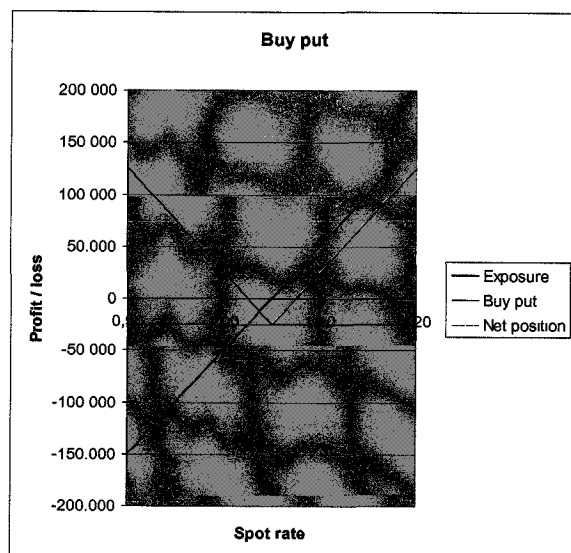 Buy put
200 000
150 000
100 000
50.000
0
-50.000
-100 000
-150.000
-200.000
Profit / loss
Spot rate
Exposure
Buy put
Net position